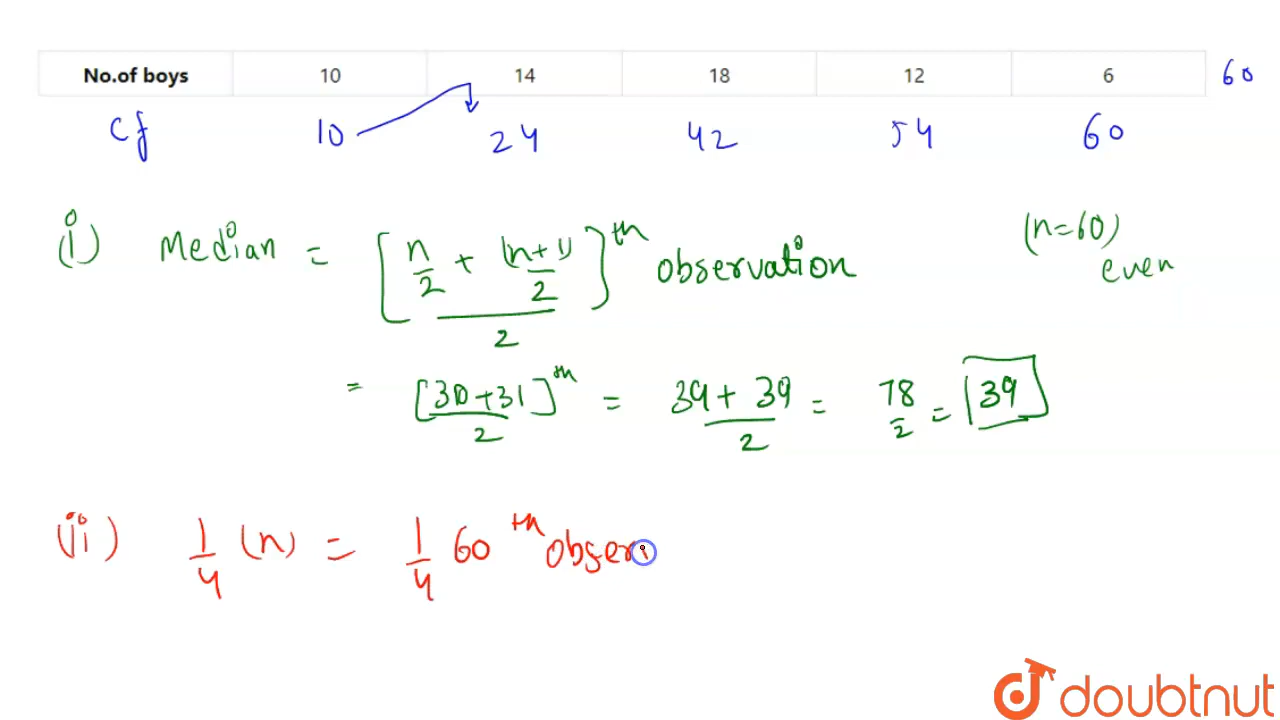 No.of boys 10 14 18 12 6 60
cf 10 24 42 54 60
(i) Median = [n/2 + (n+1)/2 / 2]th observation (n=60) even
= [30+31 / 2]th = 39 + 39 / 2 = 78/2 = 39
(ii) 1/4 (n) = 1/4 60th obser
doubtnut